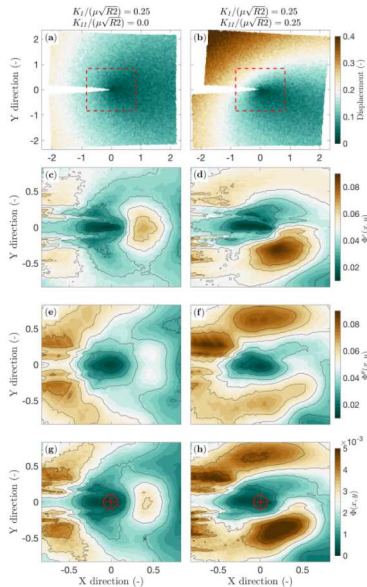 K_I/(μ√R2) = 0.25
K_II/(μ√R2) = 0.0
K_I/(μ√R2) = 0.25
K_II/(μ√R2) = 0.25
(a)
(b)
Y direction (-)
2
1
0
-1
-2
-2 -1 0 1 2
-2 -1 0 1 2
0.4
0.3
0.2
0.1
0
Displacement (-)
(c)
(d)
0.5
0
-0.5
0.08
0.06
0.04
0.02
(x, y)
(e)
(f)
Y direction (-)
0.5
0
-0.5
0.08
0.06
0.04
0.02
(x, y)
(g)
(h)
0.5
0
-0.5
-0.5 0 0.5
-0.5 0 0.5
X direction (-)
X direction (-)
×10^-3
5
4
3
2
1
Φ(x, y)